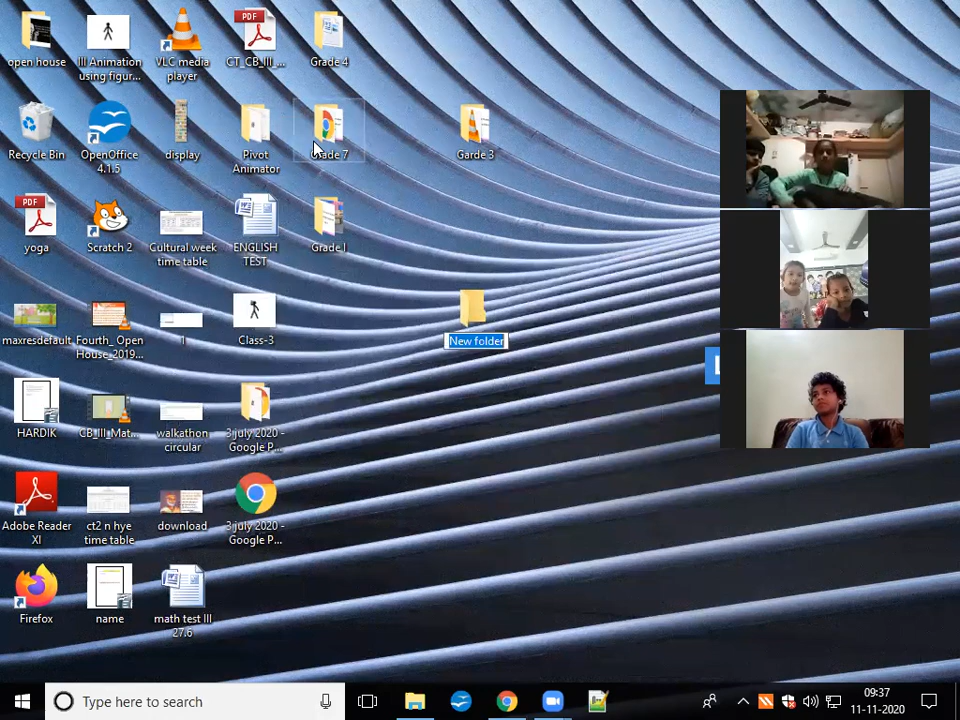 open house
III Animation
using figur...
VLC media
player
PDF
CT_CB_III_...
Grade 4
Recycle Bin
OpenOffice
4.1.5
display
Pivot
Animator
Grade 7
Garde 3
PDF
yoga
Scratch 2
Cultural week
time table
ENGLISH
TEST
Grade I
maxresdefault
Fourth_ Open
House_2019...
1
Class-3
New folder
HARDIK
CB_III_Mat...
walkathon
circular
3 july 2020 -
Google P...
Adobe Reader
XI
ct2 n hye
time table
download
3 july 2020 -
Google P...
Firefox
name
math test III
27.6
Type here to search
09:37
11-11-2020